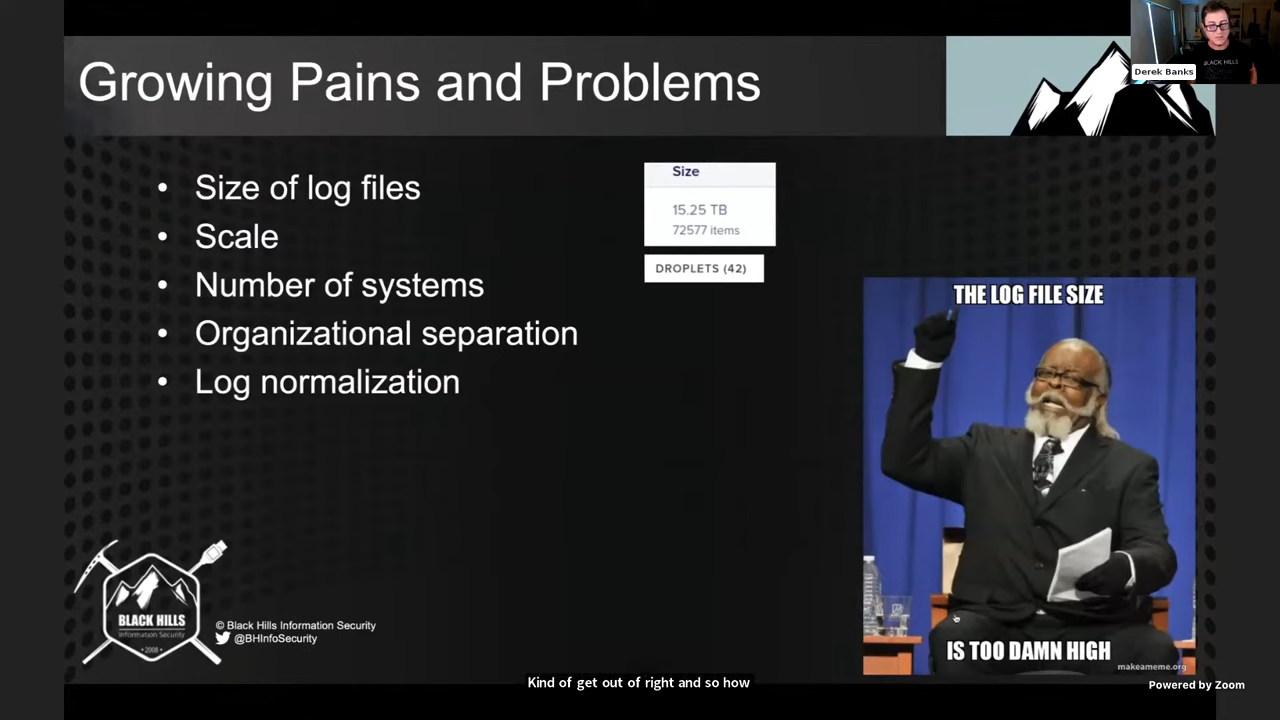 Growing Pains and Problems
Derek Banks
BLACK HILLS
• Size of log files
• Scale
• Number of systems
• Organizational separation
• Log normalization
Size
15.25 TB
72577 items
DROPLETS (42)
THE LOG FILE SIZE
IS TOO DAMN HIGH
makeameme.org
BLACK HILLS
Information Security
• 2008 •
© Black Hills Information Security
@BHInfoSecurity
Kind of get out of right and so how
Powered by Zoom